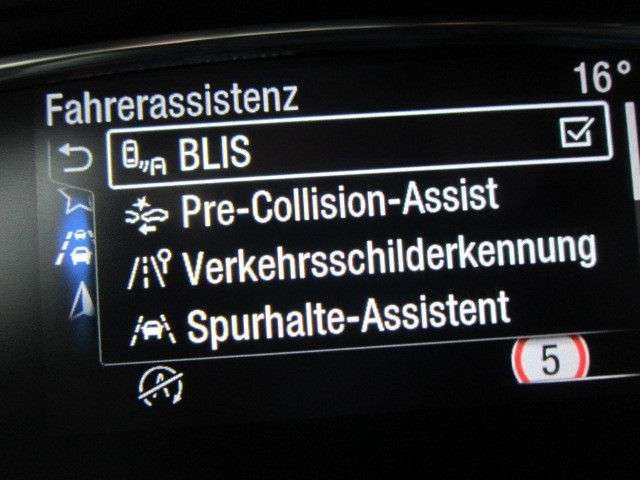 Fahrerassistenz
16°
BLIS
Pre-Collision-Assist
Verkehrsschilderkennung
Spurhalte-Assistent
5